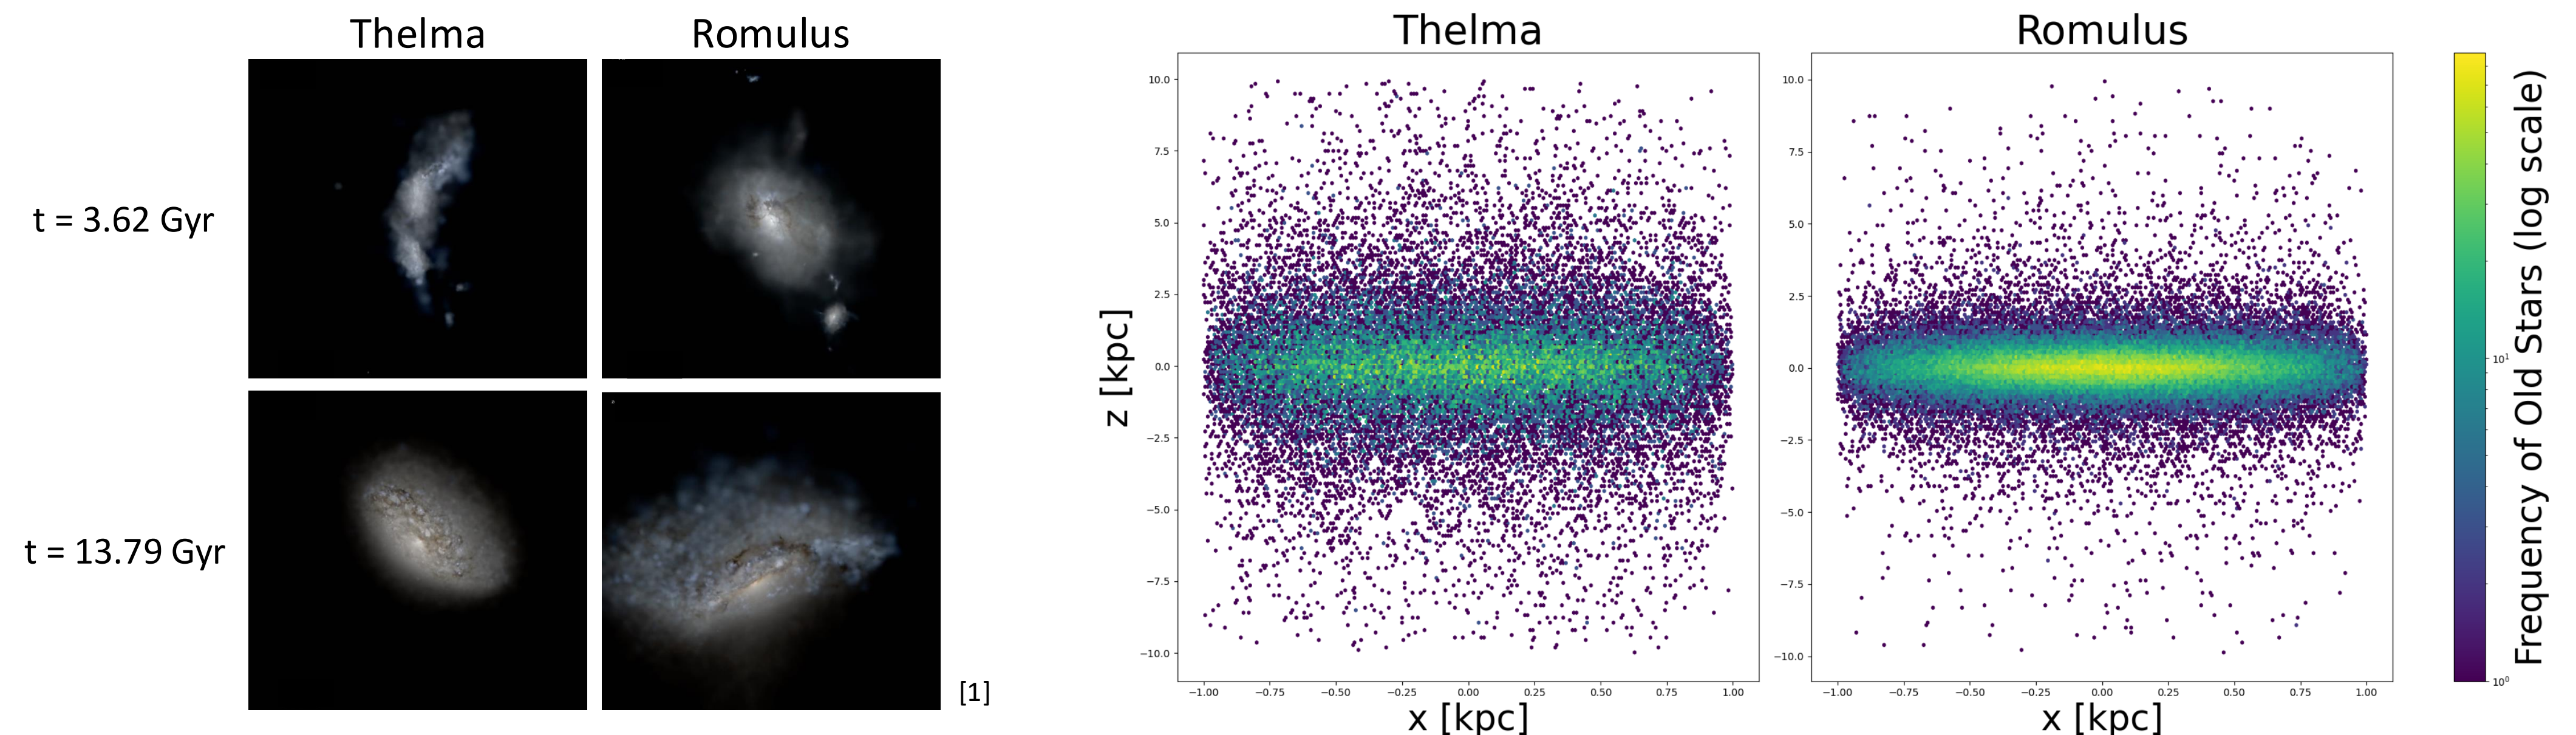 Thelma
Romulus
t = 3.62 Gyr
t = 13.79 Gyr
[1]
Thelma
Romulus
z [kpc]
10.0
7.5
5.0
2.5
0.0
−2.5
−5.0
−7.5
−10.0
−1.00 −0.75 −0.50 −0.25 0.00 0.25 0.50 0.75 1.00
x [kpc]
10.0
7.5
5.0
2.5
0.0
−2.5
−5.0
−7.5
−10.0
−1.00 −0.75 −0.50 −0.25 0.00 0.25 0.50 0.75 1.00
x [kpc]
10¹
10⁰
Frequency of Old Stars (log scale)